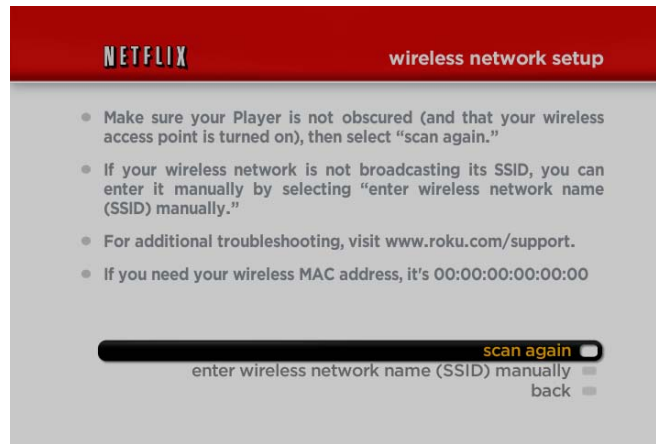 NETFLIX
wireless network setup
Make sure your Player is not obscured (and that your wireless
access point is turned on), then select “scan again.”
If your wireless network is not broadcasting its SSID, you can
enter it manually by selecting “enter wireless network name
(SSID) manually.”
For additional troubleshooting, visit www.roku.com/support.
If you need your wireless MAC address, it's 00:00:00:00:00:00
scan again
enter wireless network name (SSID) manually
back